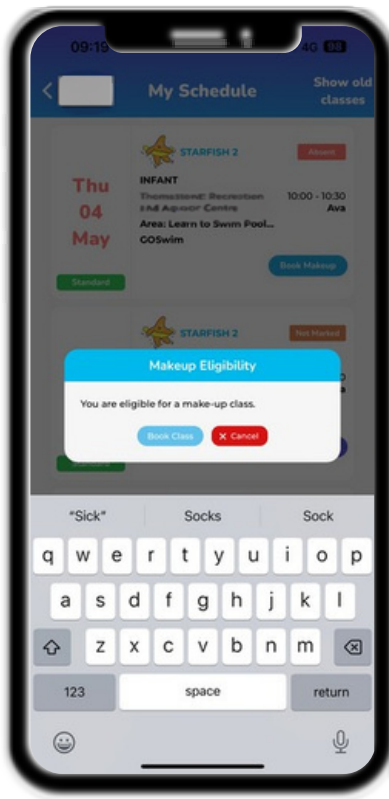 09:19
4G 98
My Schedule
Show old
classes
STARFISH 2
Absent
Thu
04
May
INFANT
10:00 - 10:30
Ava
Area: Learn to Swim Pool...
GOSwim
Book Makeup
Standard
STARFISH 2
Not Marked
Makeup Eligibility
You are eligible for a make-up class.
Book Class
X Cancel
Standard
"Sick"
Socks
Sock
q w e r t y u i o p
a s d f g h j k l
z x c v b n m
123
space
return